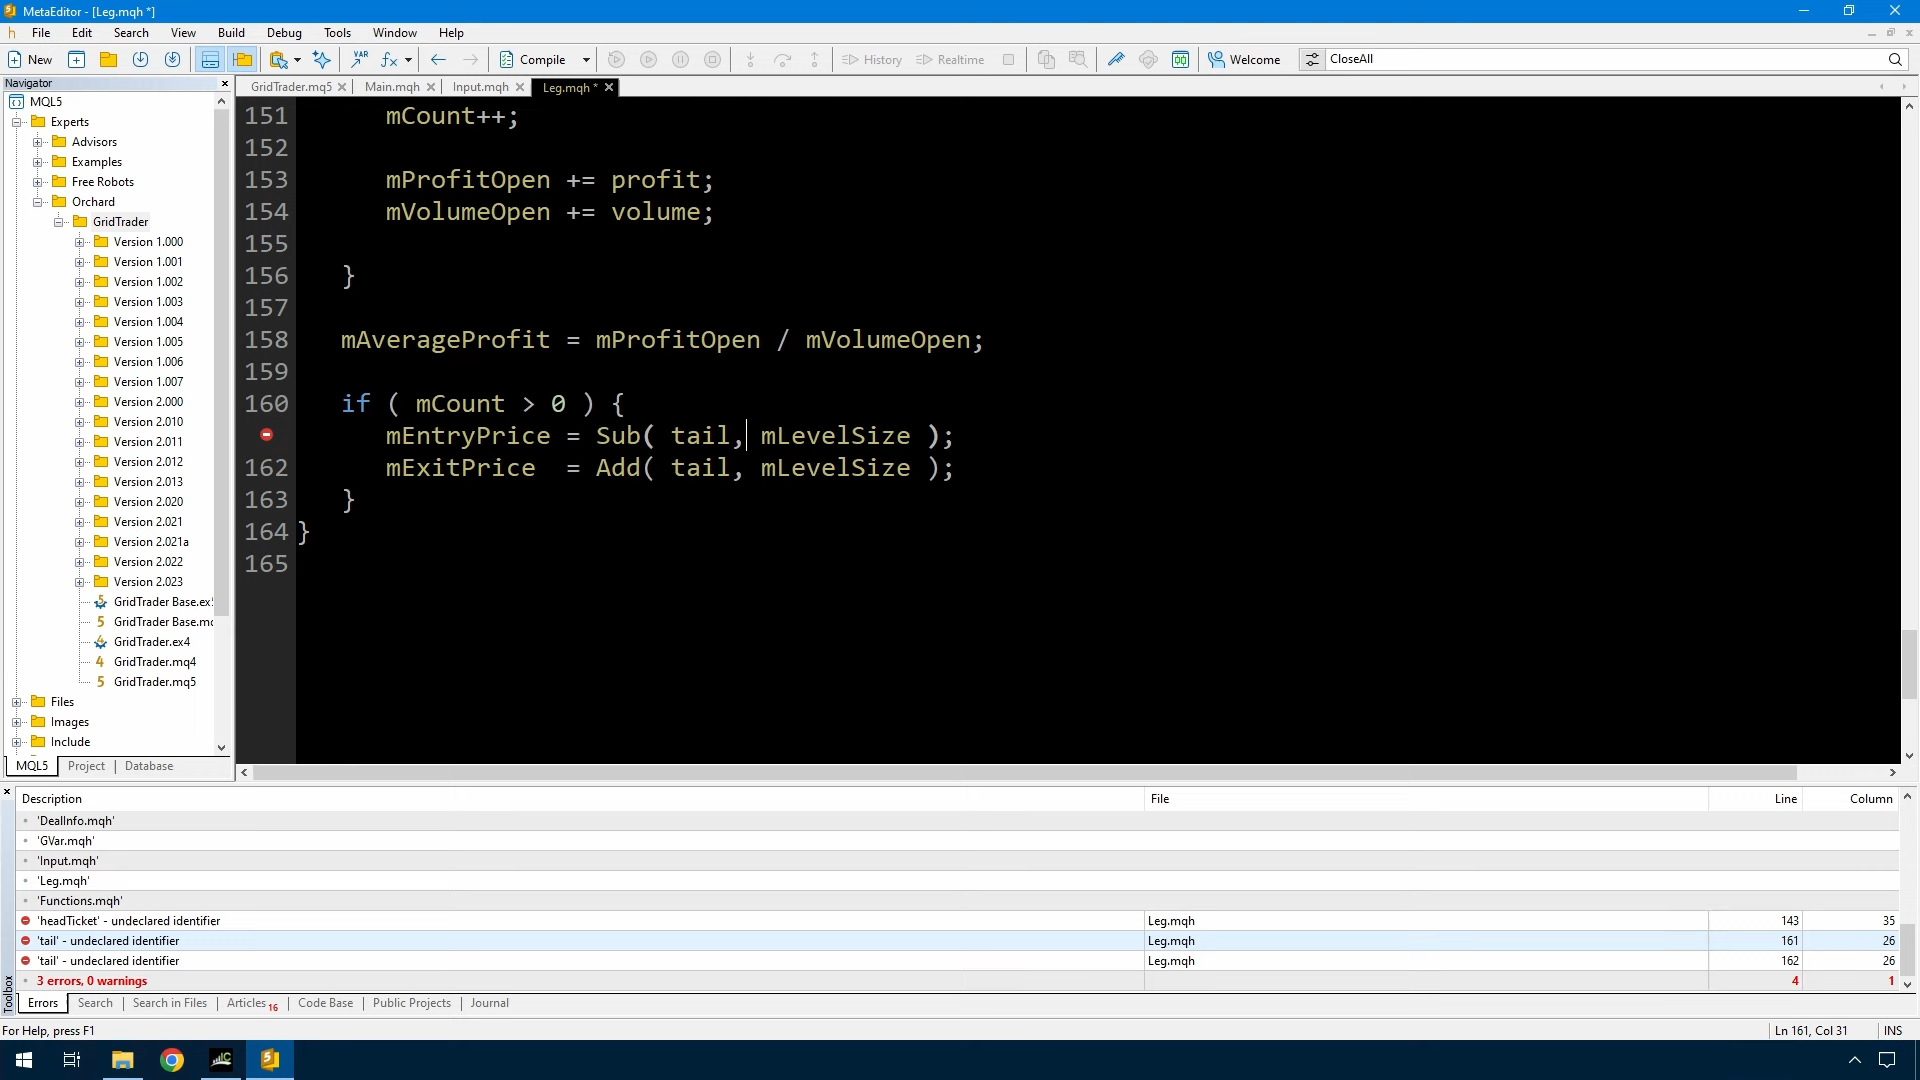 MetaEditor - [Leg.mqh *]
File Edit Search View Build Debug Tools Window Help
New Compile History Realtime Welcome CloseAll
Navigator
GridTrader.mq5 Main.mqh Input.mqh Leg.mqh *
MQL5
Experts
Advisors
Examples
Free Robots
Orchard
GridTrader
Version 1.000
Version 1.001
Version 1.002
Version 1.003
Version 1.004
Version 1.005
Version 1.006
Version 1.007
Version 2.000
Version 2.010
Version 2.011
Version 2.012
Version 2.013
Version 2.020
Version 2.021
Version 2.021a
Version 2.022
Version 2.023
GridTrader Base.ex5
GridTrader Base.mq
GridTrader.ex4
GridTrader.mq4
GridTrader.mq5
Files
Images
Include
MQL5 Project Database
151 mCount++;
152
153 mProfitOpen += profit;
154 mVolumeOpen += volume;
155
156 }
157
158 mAverageProfit = mProfitOpen / mVolumeOpen;
159
160 if ( mCount > 0 ) {
mEntryPrice = Sub( tail, mLevelSize );
162 mExitPrice = Add( tail, mLevelSize );
163 }
164 }
165
Description File Line Column
'DealInfo.mqh'
'GVar.mqh'
'Input.mqh'
'Leg.mqh'
'Functions.mqh'
'headTicket' - undeclared identifier Leg.mqh 143 35
'tail' - undeclared identifier Leg.mqh 161 26
'tail' - undeclared identifier Leg.mqh 162 26
3 errors, 0 warnings 4 1
Toolbox
Errors Search Search in Files Articles 16 Code Base Public Projects Journal
For Help, press F1 Ln 161, Col 31 INS